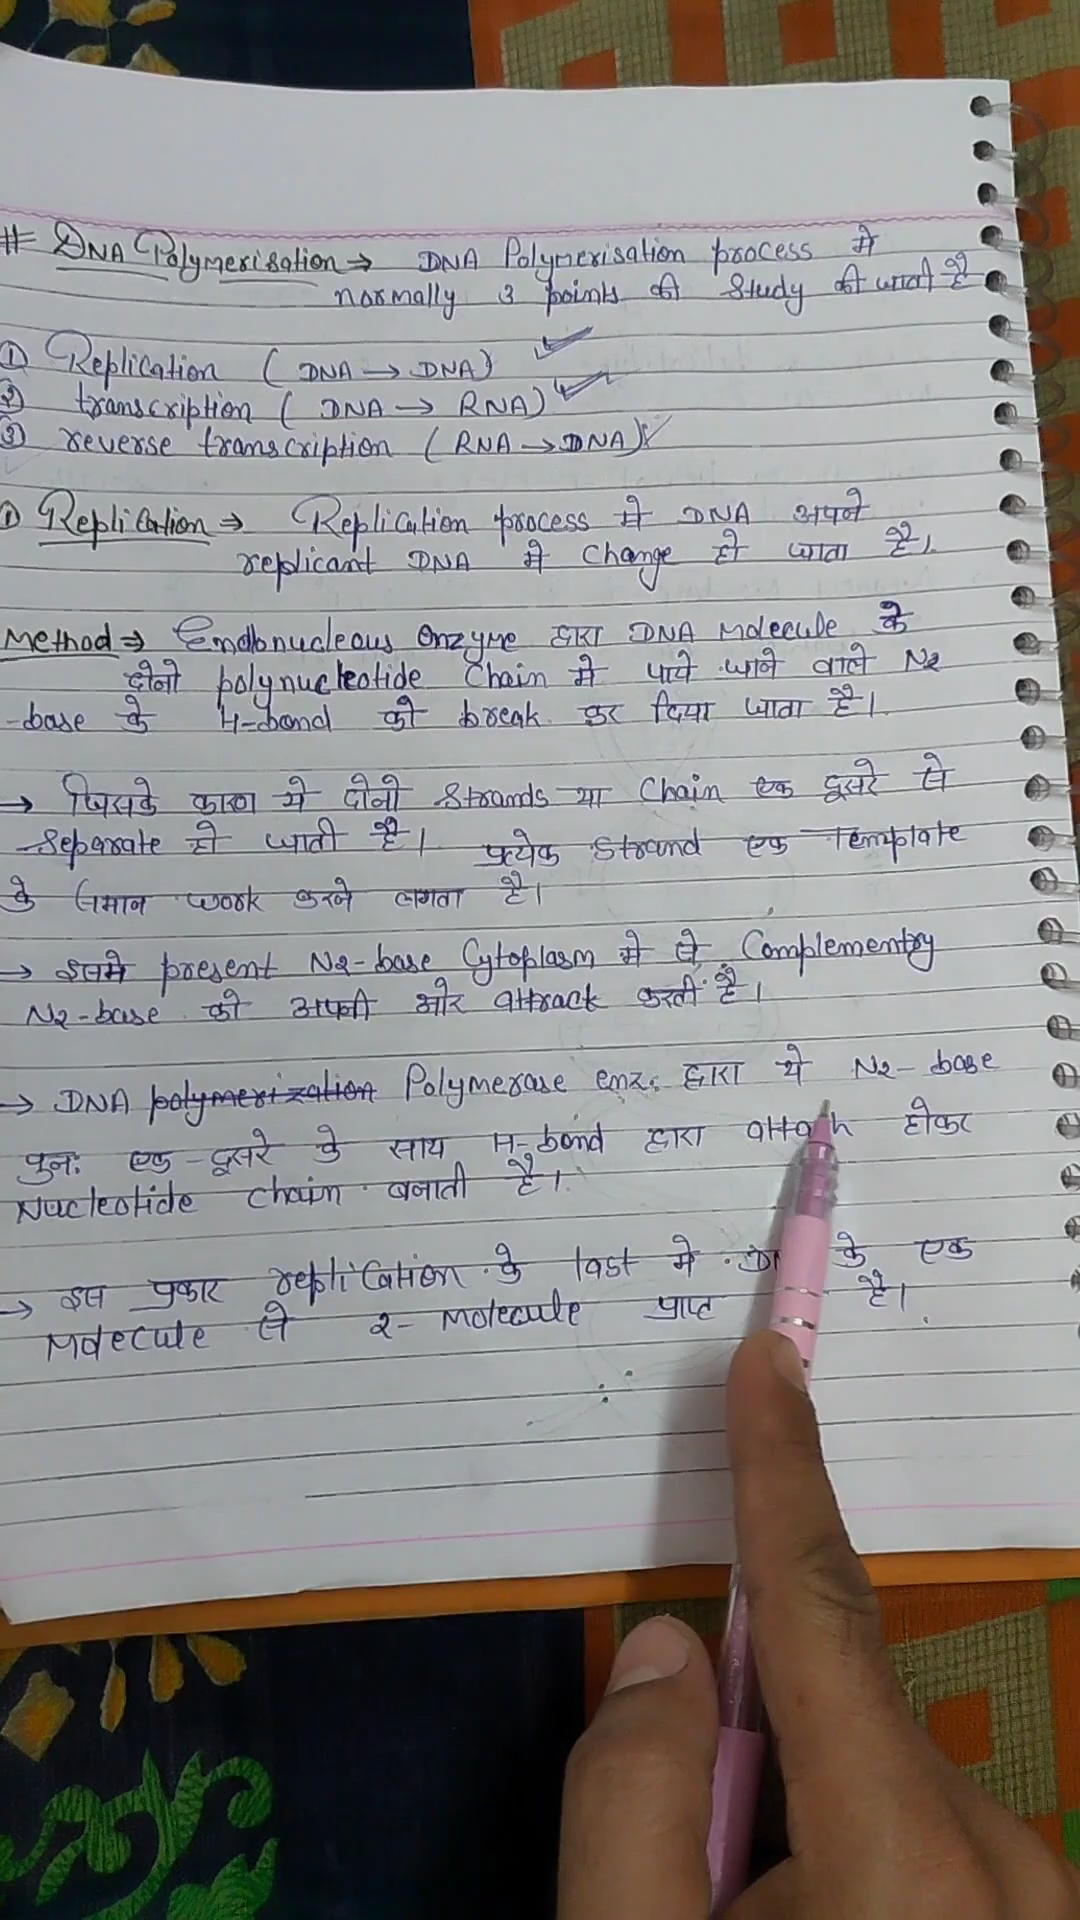 # DNA Polymerisation → DNA Polymerisation process मे
normally 3 points की study की जाती है
① Replication ( DNA → DNA)
② transcription ( DNA → RNA)
③ reverse transcription ( RNA → DNA)
① Replication ⇒ Replication process मे DNA अपने
replicant DNA मे change हो जाता है।
Method ⇒ Endonucleous enzyme द्वारा DNA Molecule के
दोनो polynucleotide Chain मे पाये जाने वाले N2
-base के H-bond को break कर दिया जाता है।
→ जिसके कारण ये दोनो strands या Chain एक दूसरे से
separate हो जाती है। प्रत्येक strand एक Template
के समान work करने लगता है।
→ इसमे present N2-base Cytoplasm मे से Complementry
N2-base को अपनी ओर attrack करती है।
→ DNA polymerization Polymerase enz. द्वारा ये N2-base
पुनः एक-दूसरे के साथ H-bond द्वारा होकर
Nucleotide chain बनाती है।
→ इस प्रकार replication के last मे के एक
Molecule से 2- Molecule प्राप्त है।